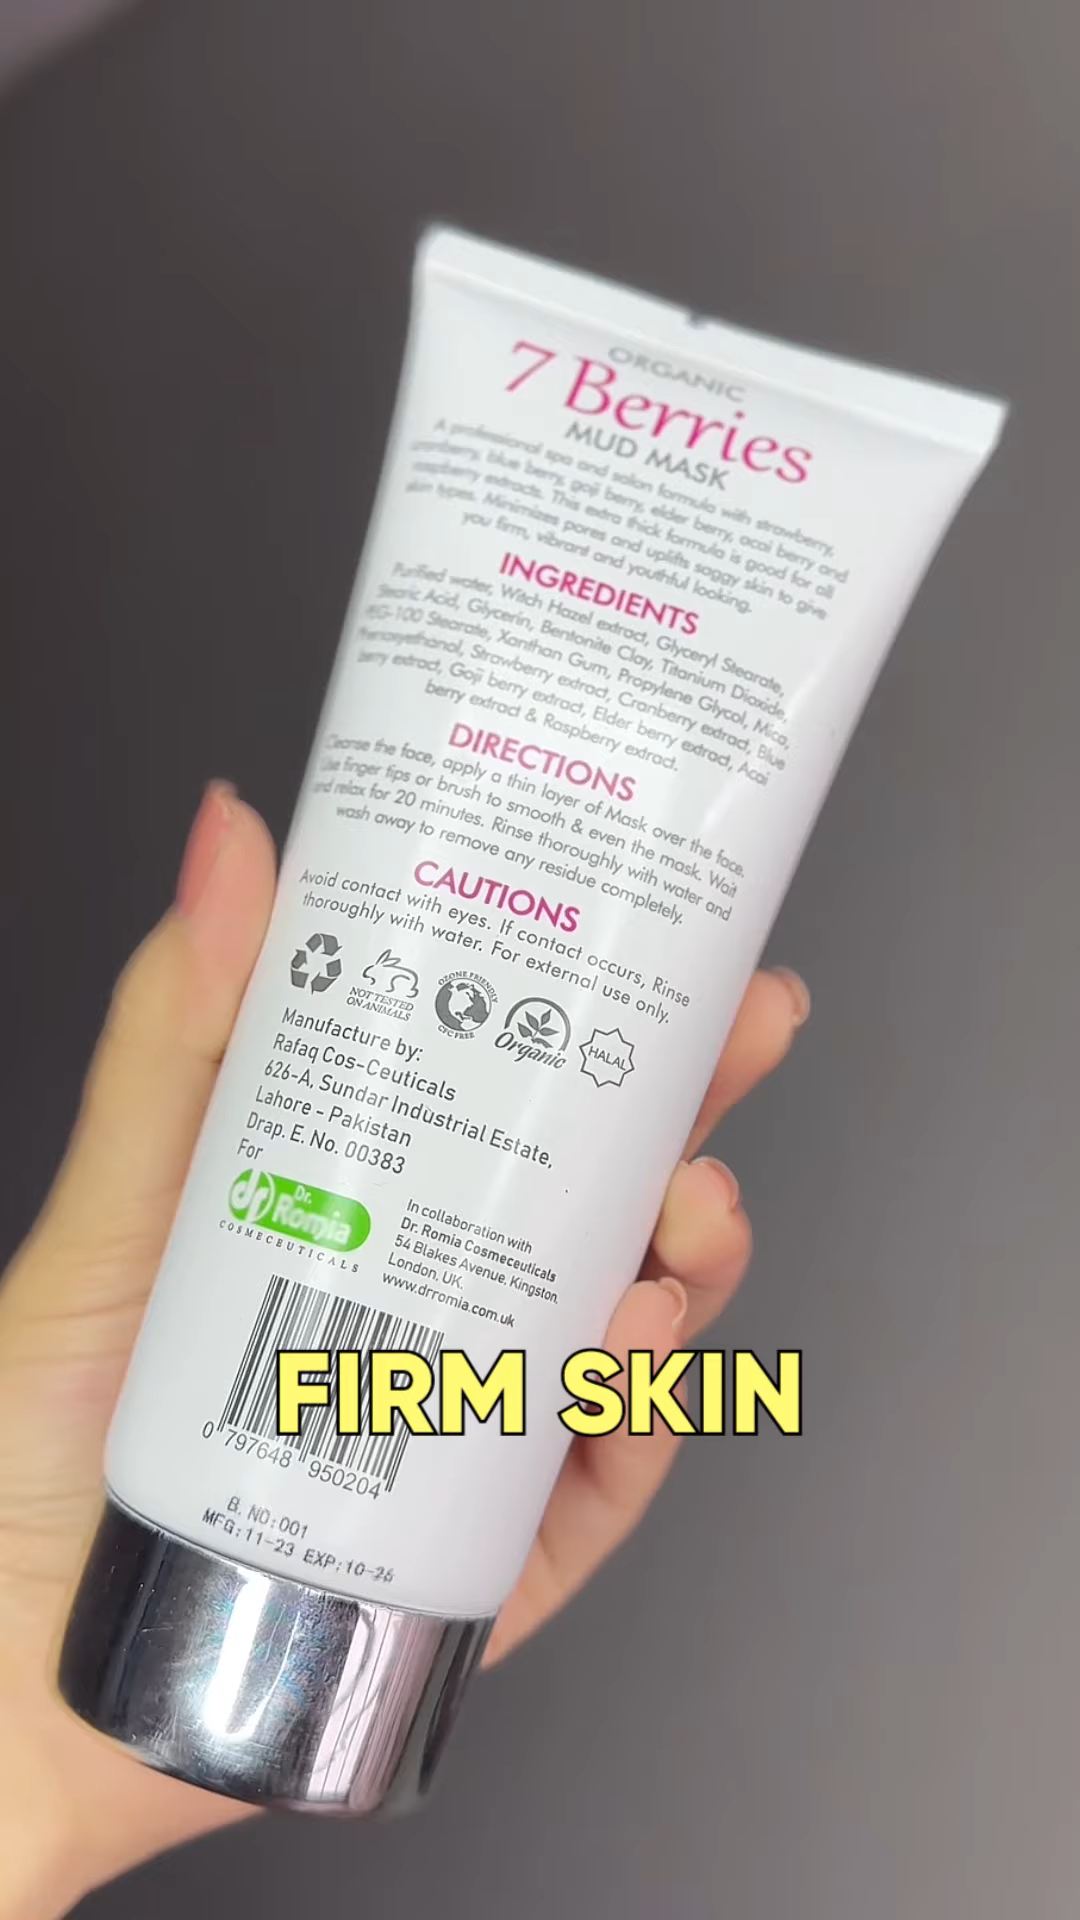 ORGANIC
7 Berries
MUD MASK
A professional spa and salon formula with strawberry,
cranberry, blue berry, goji berry, elder berry, acai berry and
raspberry extracts. This extra thick formula is good for all
skin types. Minimizes pores and uplifts saggy skin to give
you firm, vibrant and youthful looking.
INGREDIENTS
Purified water, Witch Hazel extract, Glyceryl Stearate,
Stearic Acid, Glycerin, Bentonite Clay, Titanium Dioxide,
PEG-100 Stearate, Xanthan Gum, Propylene Glycol, Mica,
Phenoxyethanol, Strawberry extract, Cranberry extract, Blue
berry extract, Goji berry extract, Elder berry extract, Acai
berry extract & Raspberry extract.
DIRECTIONS
Cleanse the face, apply a thin layer of Mask over the face.
Use finger tips or brush to smooth & even the mask. Wait
and relax for 20 minutes. Rinse thoroughly with water and
wash away to remove any residue completely.
CAUTIONS
Avoid contact with eyes. If contact occurs, Rinse
thoroughly with water. For external use only.
NOT TESTED
ON ANIMALS
OZONE FRIENDLY
CFC FREE
Organic
HALAL
Manufacture by:
Rafaq Cos-Ceuticals
626-A, Sundar Industrial Estate,
Lahore - Pakistan
Drap. E. No. 00383
For
dr Dr.
Romia
COSMECEUTICALS
In collaboration with
Dr. Romia Cosmeceuticals
54 Blakes Avenue, Kingston,
London, UK.
www.drromia.com.uk
FIRM SKIN
0 797648 950204
B. NO:001
MFG:11-23 EXP:10-26